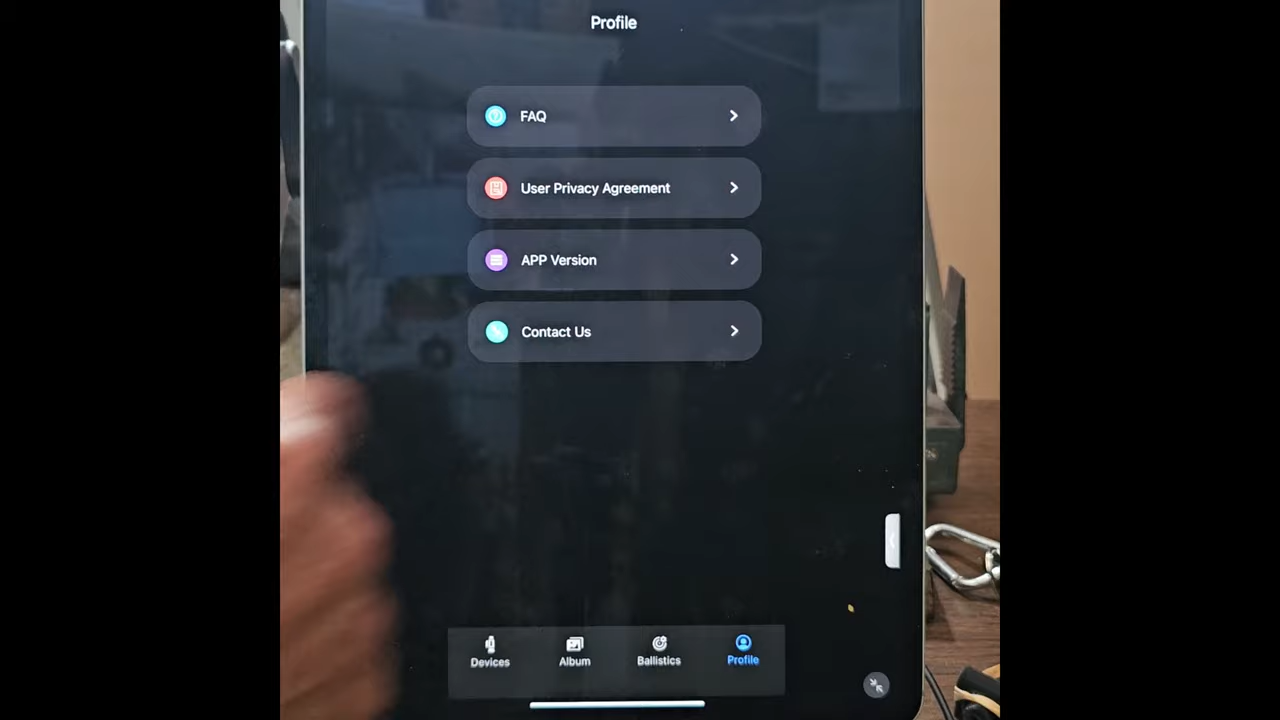 Profile
FAQ
User Privacy Agreement
APP Version
Contact Us
Devices
Album
Ballistics
Profile